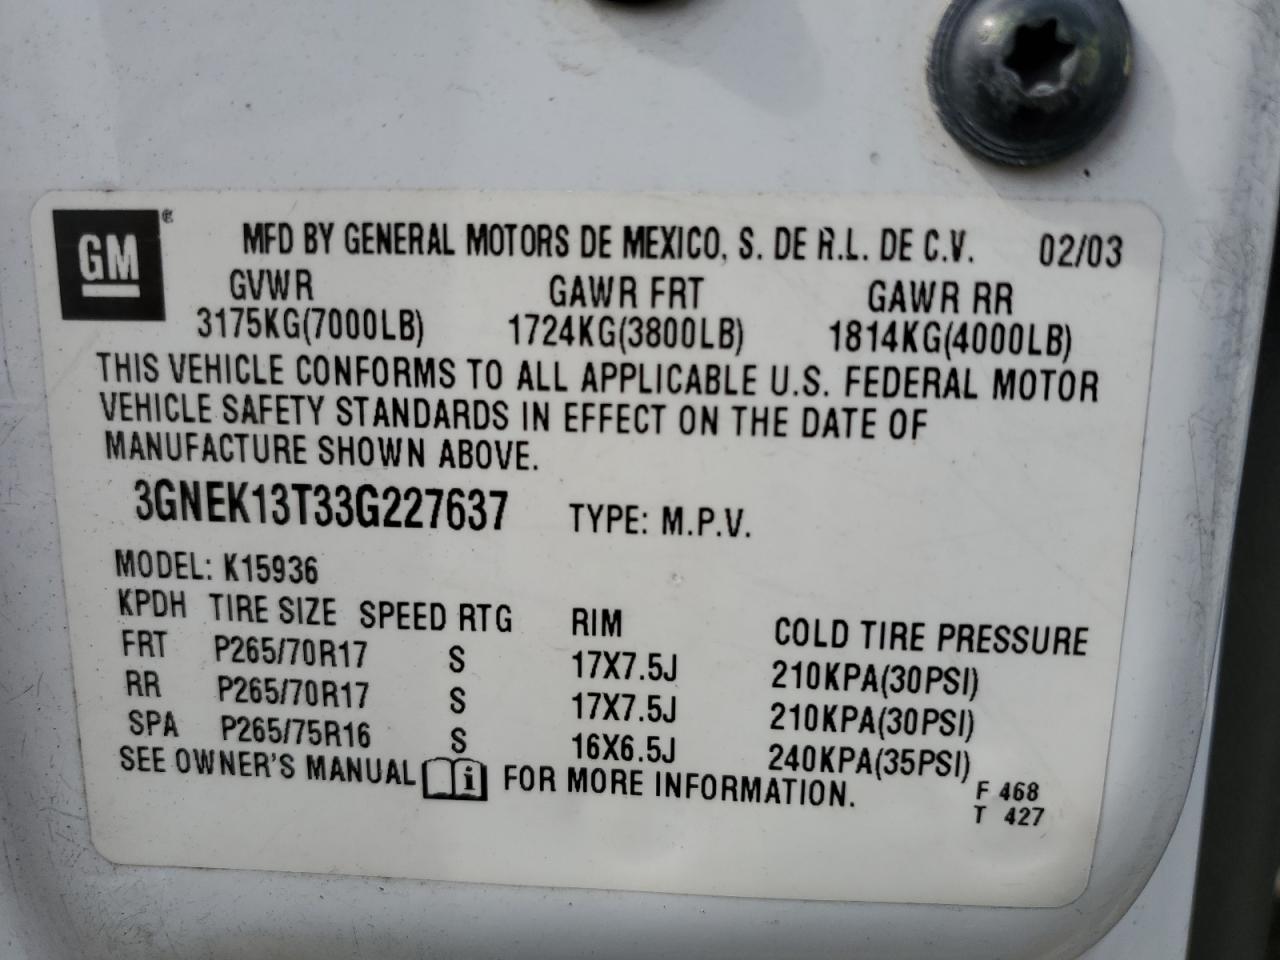 GM ® MFD BY GENERAL MOTORS DE MEXICO, S. DE R.L. DE C.V. 02/03
GVWR GAWR FRT GAWR RR
3175KG(7000LB) 1724KG(3800LB) 1814KG(4000LB)
THIS VEHICLE CONFORMS TO ALL APPLICABLE U.S. FEDERAL MOTOR
VEHICLE SAFETY STANDARDS IN EFFECT ON THE DATE OF
MANUFACTURE SHOWN ABOVE.
3GNEK13T33G227637 TYPE: M.P.V.
MODEL: K15936
KPDH TIRE SIZE SPEED RTG RIM COLD TIRE PRESSURE
FRT P265/70R17 S 17X7.5J 210KPA(30PSI)
RR P265/70R17 S 17X7.5J 210KPA(30PSI)
SPA P265/75R16 S 16X6.5J 240KPA(35PSI)
SEE OWNER'S MANUAL i FOR MORE INFORMATION.
F 468
T 427